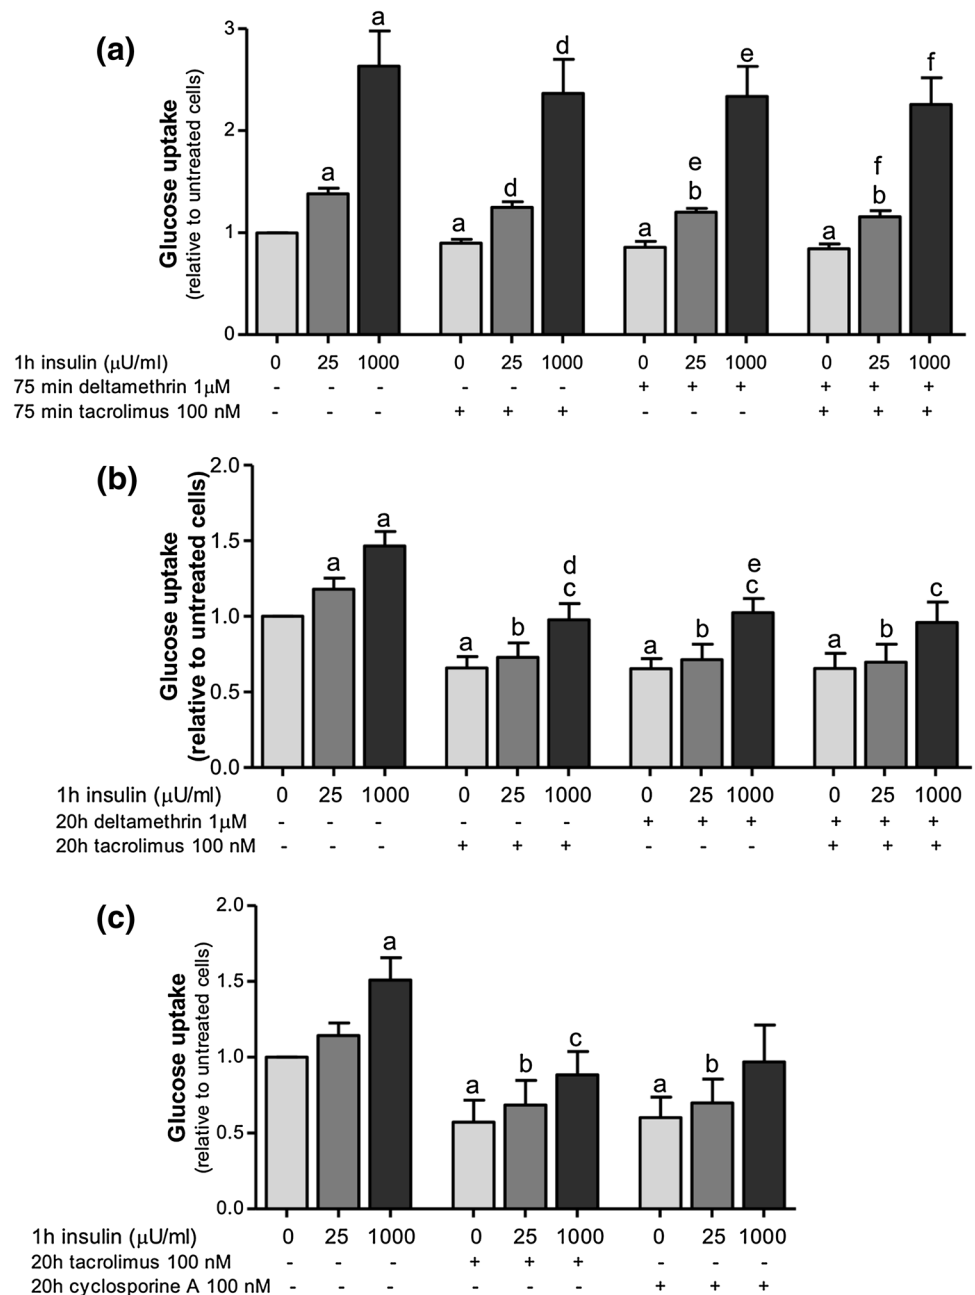 (a)
Glucose uptake
(relative to untreated cells)
3
2
1
0
a
a
a
d
d
a
b
e
e
a
b
f
f
0 25 1000 0 25 1000 0 25 1000 0 25 1000
1h insulin (μU/ml)
75 min deltamethrin 1μM - - - - - - + + + + + +
75 min tacrolimus 100 nM - - - + + + - - - + + +
(b)
Glucose uptake
(relative to untreated cells)
2.0
1.5
1.0
0.5
0.0
a
a
a
b
d
c
a
b
e
c
a
b
c
1h insulin (μU/ml) 0 25 1000 0 25 1000 0 25 1000 0 25 1000
20h deltamethrin 1μM - - - - - - + + + + + +
20h tacrolimus 100 nM - - - + + + - - - + + +
(c)
Glucose uptake
(relative to untreated cells)
2.0
1.5
1.0
0.5
0.0
a
a
b
c
a
b
1h insulin (μU/ml) 0 25 1000 0 25 1000 0 25 1000
20h tacrolimus 100 nM - - - + + + - - -
20h cyclosporine A 100 nM - - - - - - + + +